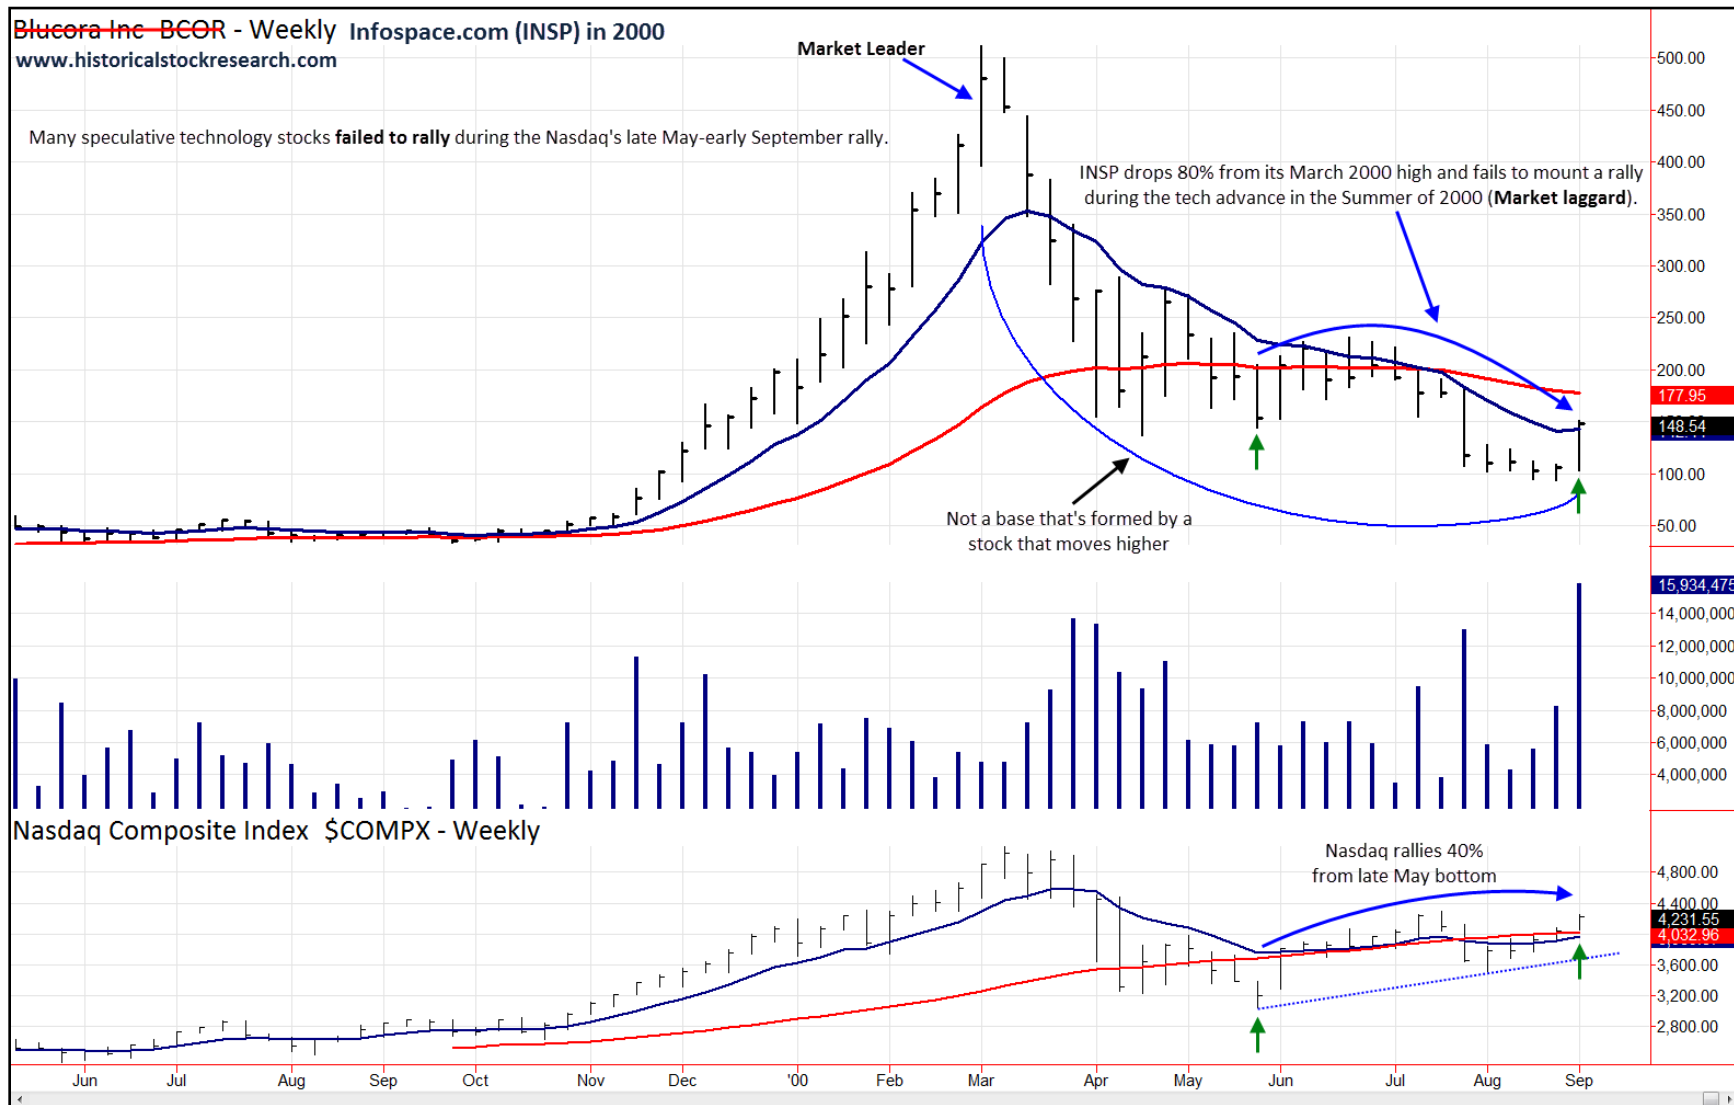 Blucora Inc BCOR - Weekly Infospace.com (INSP) in 2000
www.historicalstockresearch.com
Market Leader
Many speculative technology stocks failed to rally during the Nasdaq's late May-early September rally.
INSP drops 80% from its March 2000 high and fails to mount a rally
during the tech advance in the Summer of 2000 (Market laggard).
Not a base that's formed by a
stock that moves higher
500.00
450.00
400.00
350.00
300.00
250.00
200.00
177.95
148.54
100.00
50.00
15,934,475
14,000,000
12,000,000
10,000,000
8,000,000
6,000,000
4,000,000
Nasdaq Composite Index $COMPX - Weekly
Nasdaq rallies 40%
from late May bottom
4,800.00
4,400.00
4,231.55
4,032.96
3,600.00
3,200.00
2,800.00
Jun Jul Aug Sep Oct Nov Dec '00 Feb Mar Apr May Jun Jul Aug Sep